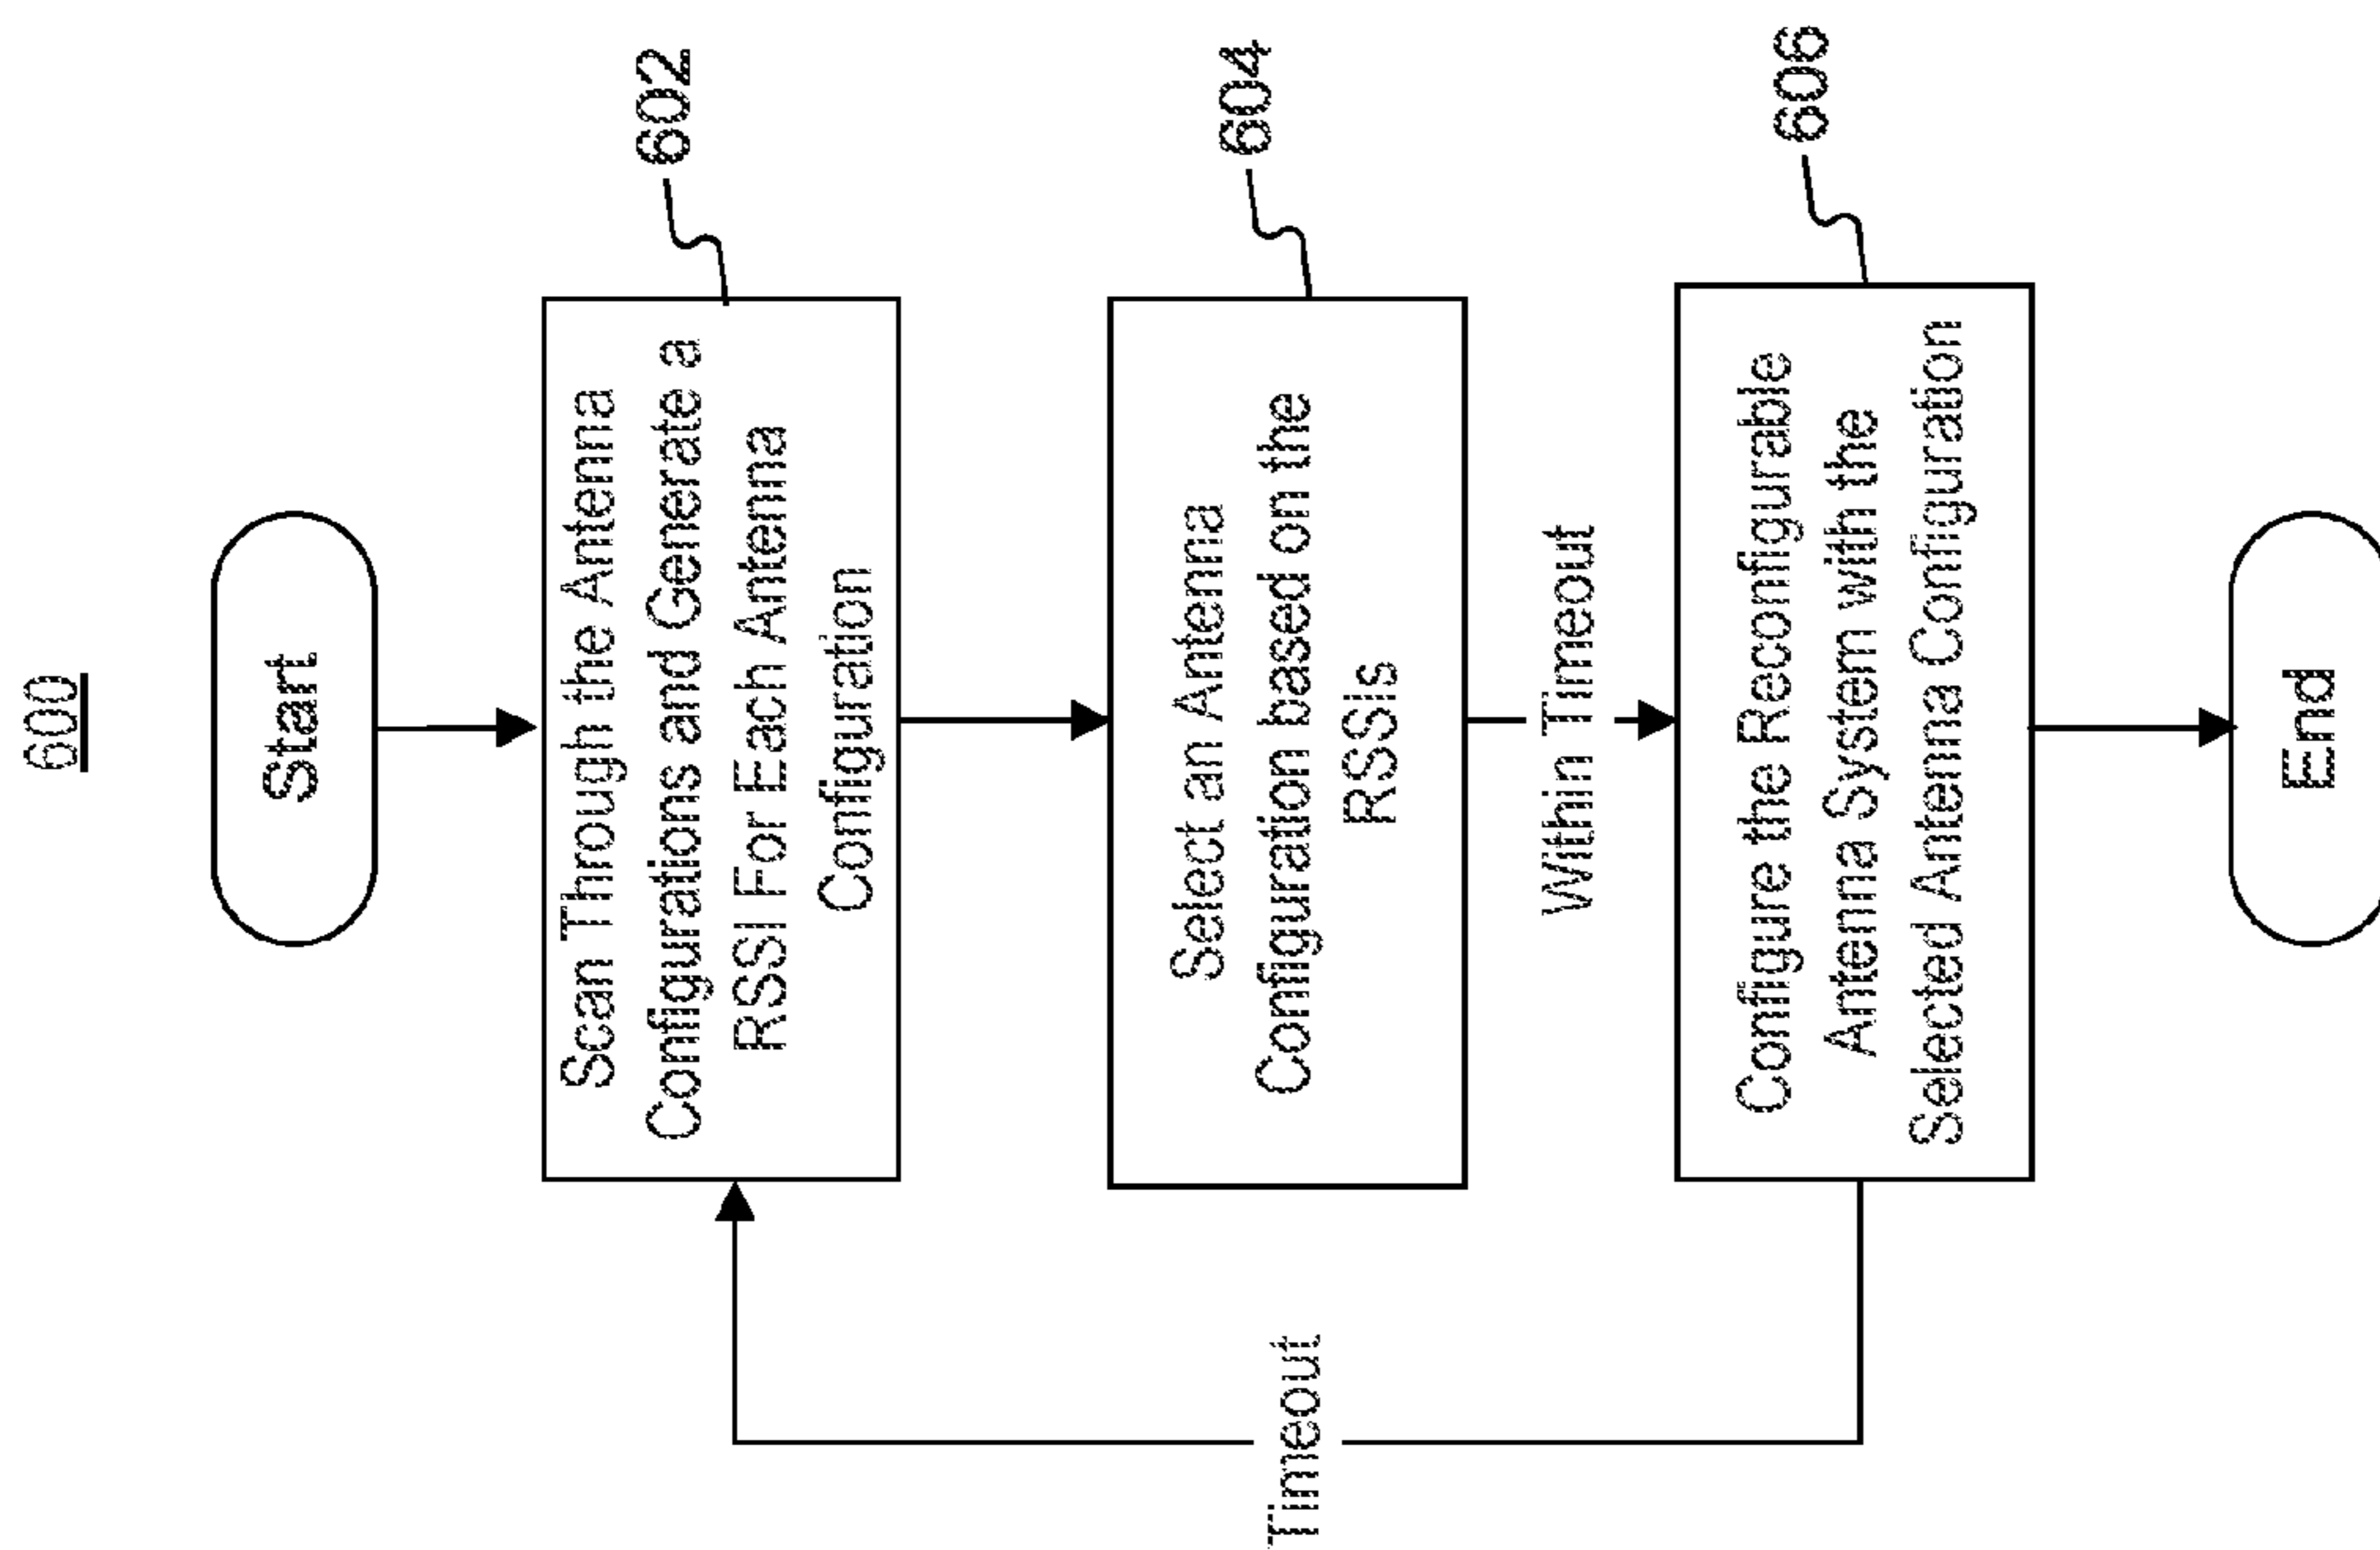 600
Start
Scan Through the Antenna
Configurations and Generate a
RSSI For Each Antenna
Configuration
602
Select an Antenna
Configuration based on the
RSSIs
604
Within Timeout
Configure the Reconfigurable
Antenna System with the
Selected Antenna Configuration
606
Timeout
End